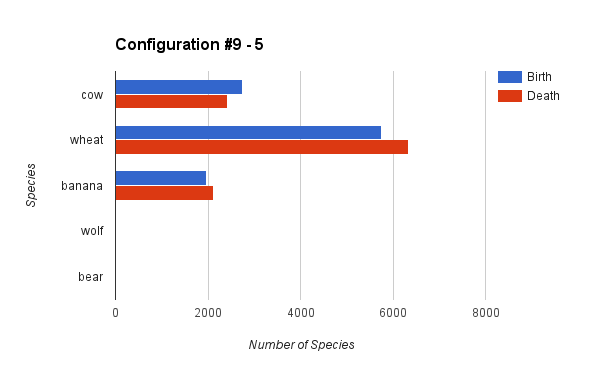 Configuration #9 - 5
Birth
Death
cow
wheat
banana
wolf
bear
Species
0 2000 4000 6000 8000
Number of Species